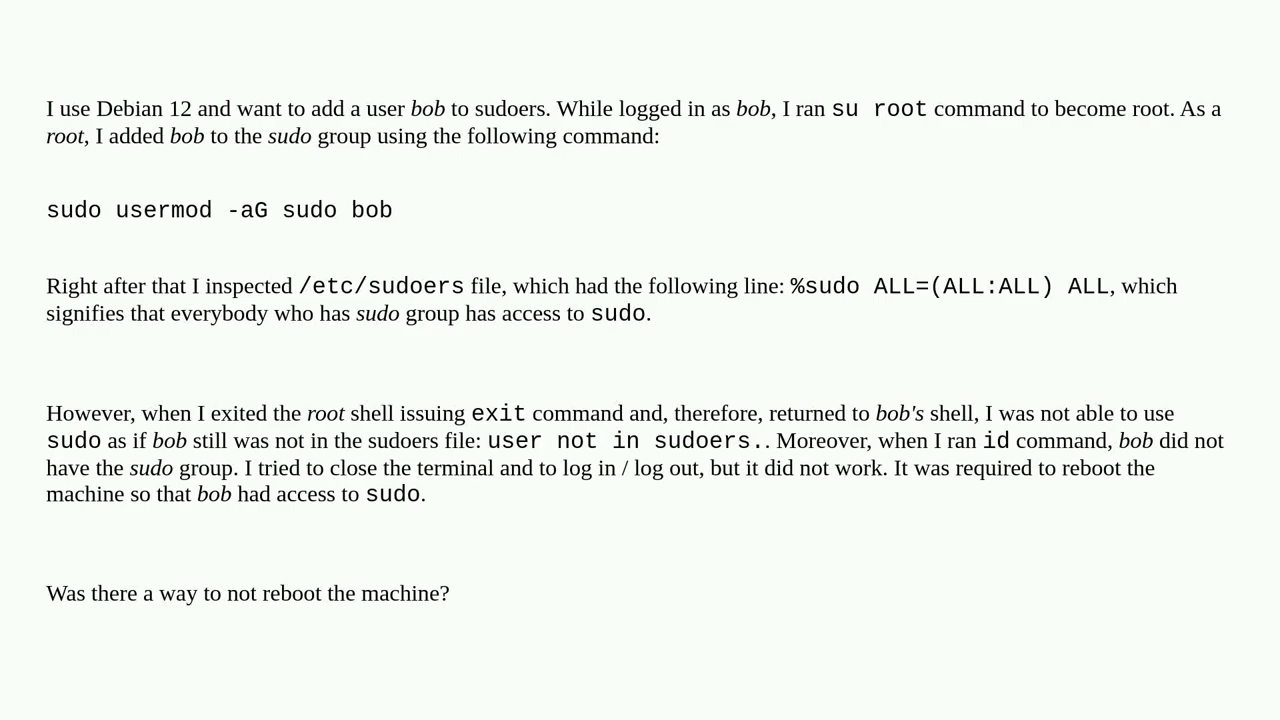 I use Debian 12 and want to add a user bob to sudoers. While logged in as bob, I ran su root command to become root. As a
root, I added bob to the sudo group using the following command:
sudo usermod -aG sudo bob
Right after that I inspected /etc/sudoers file, which had the following line: %sudo ALL=(ALL:ALL) ALL, which
signifies that everybody who has sudo group has access to sudo.
However, when I exited the root shell issuing exit command and, therefore, returned to bob's shell, I was not able to use
sudo as if bob still was not in the sudoers file: user not in sudoers.. Moreover, when I ran id command, bob did not
have the sudo group. I tried to close the terminal and to log in / log out, but it did not work. It was required to reboot the
machine so that bob had access to sudo.
Was there a way to not reboot the machine?